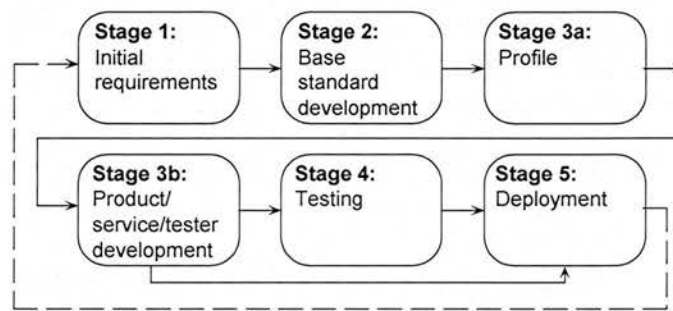 Stage 1:
Initial
requirements
Stage 2:
Base
standard
development
Stage 3a:
Profile
Stage 3b:
Product/
service/tester
development
Stage 4:
Testing
Stage 5:
Deployment